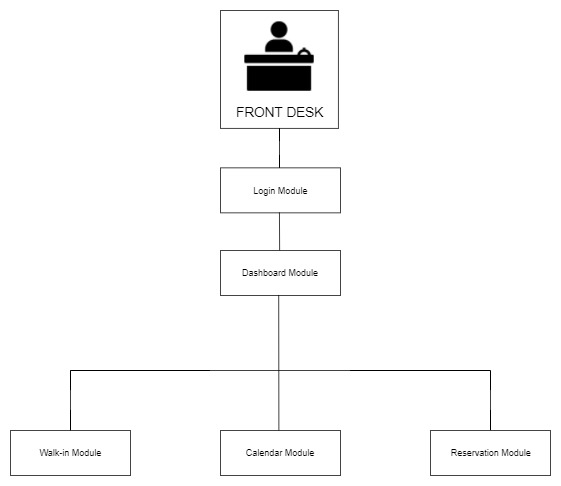 FRONT DESK
Login Module
Dashboard Module
Walk-in Module
Calendar Module
Reservation Module